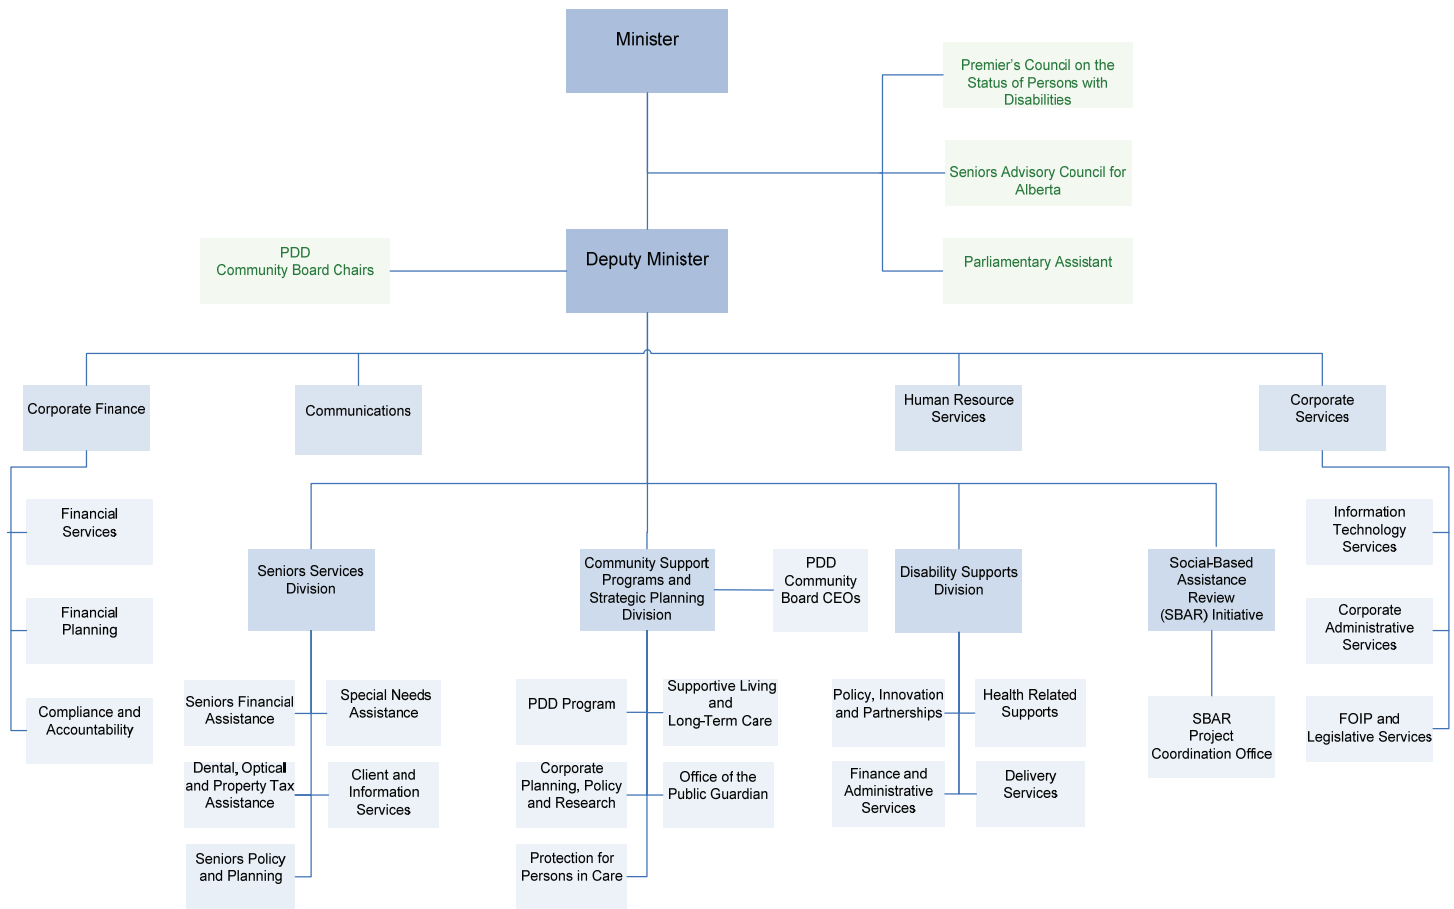 Minister
Premier's Council on the
Status of Persons with
Disabilities
Seniors Advisory Council for
Alberta
Parliamentary Assistant
PDD
Community Board Chairs
Deputy Minister
Corporate Finance
Communications
Human Resource
Services
Corporate
Services
Financial
Services
Financial
Planning
Compliance and
Accountability
Information
Technology
Services
Corporate
Administrative
Services
FOIP and
Legislative Services
Seniors Services
Division
Community Support
Programs and
Strategic Planning
Division
PDD
Community
Board CEOs
Disability Supports
Division
Social-Based
Assistance
Review
(SBAR) Initiative
Seniors Financial
Assistance
Special Needs
Assistance
Dental, Optical
and Property Tax
Assistance
Client and
Information
Services
Seniors Policy
and Planning
PDD Program
Supportive Living
and
Long-Term Care
Corporate
Planning, Policy
and Research
Office of the
Public Guardian
Protection for
Persons in Care
Policy, Innovation
and Partnerships
Health Related
Supports
Finance and
Administrative
Services
Delivery
Services
SBAR
Project
Coordination Office